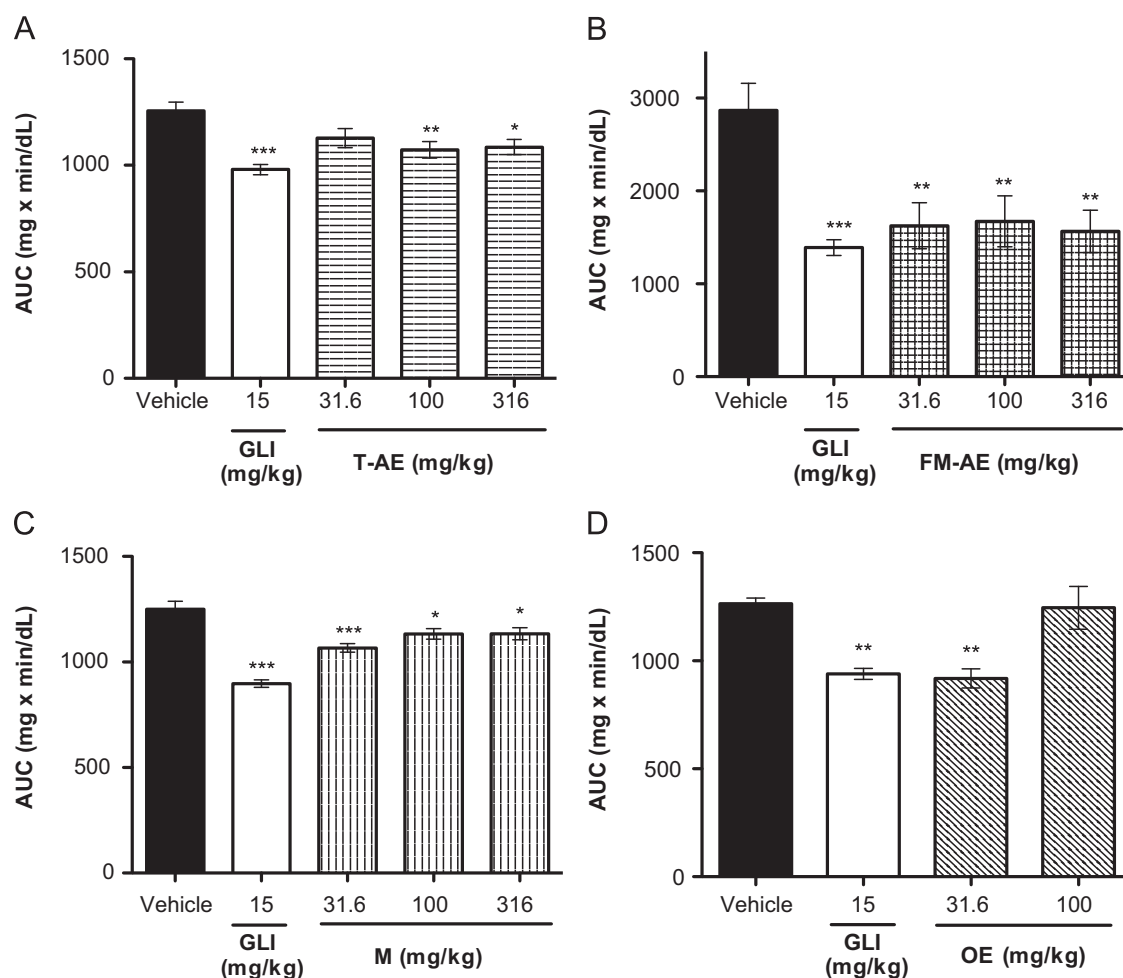 A
AUC (mg x min/dL)
1500
1000
500
0
***
**
*
Vehicle
15
31.6
100
316
GLI
(mg/kg)
T-AE (mg/kg)
B
AUC (mg x min/dL)
3000
2000
1000
0
***
**
**
**
Vehicle
15
31.6
100
316
GLI
(mg/kg)
FM-AE (mg/kg)
C
AUC (mg x min/dL)
1500
1000
500
0
***
***
*
*
Vehicle
15
31.6
100
316
GLI
(mg/kg)
M (mg/kg)
D
AUC (mg x min/dL)
1500
1000
500
0
**
**
Vehicle
15
31.6
100
GLI
(mg/kg)
OE (mg/kg)